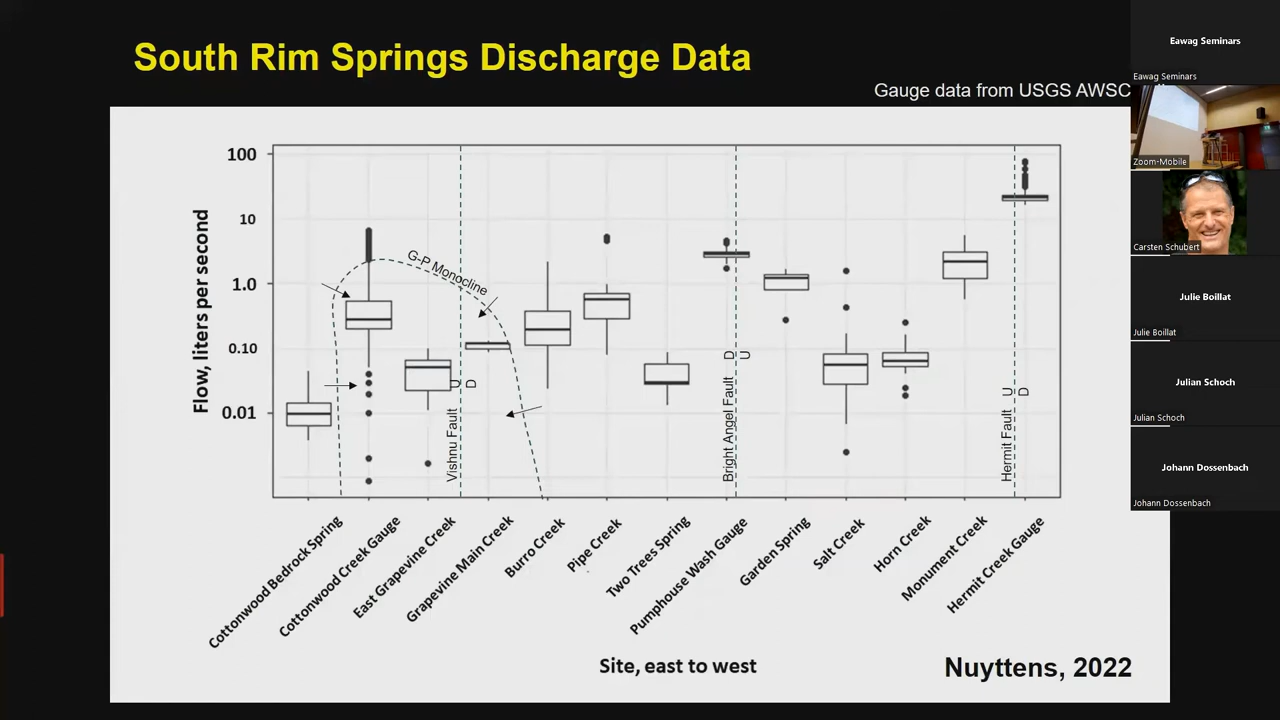 South Rim Springs Discharge Data
Gauge data from USGS AWSC
Flow, liters per second
100
10
1.0
0.10
0.01
G-P Monocline
Vishnu Fault
U
D
Bright Angel Fault
D
U
Hermit Fault
U
D
Cottonwood Bedrock Spring
Cottonwood Creek Gauge
East Grapevine Creek
Grapevine Main Creek
Burro Creek
Pipe Creek
Two Trees Spring
Pumphouse Wash Gauge
Garden Spring
Salt Creek
Horn Creek
Monument Creek
Hermit Creek Gauge
Site, east to west
Nuyttens, 2022
Eawag Seminars
Eawag Seminars
Zoom-Mobile
Carsten Schubert
Julie Boillat
Julie Boillat
Julian Schoch
Julian Schoch
Johann Dossenbach
Johann Dossenbach